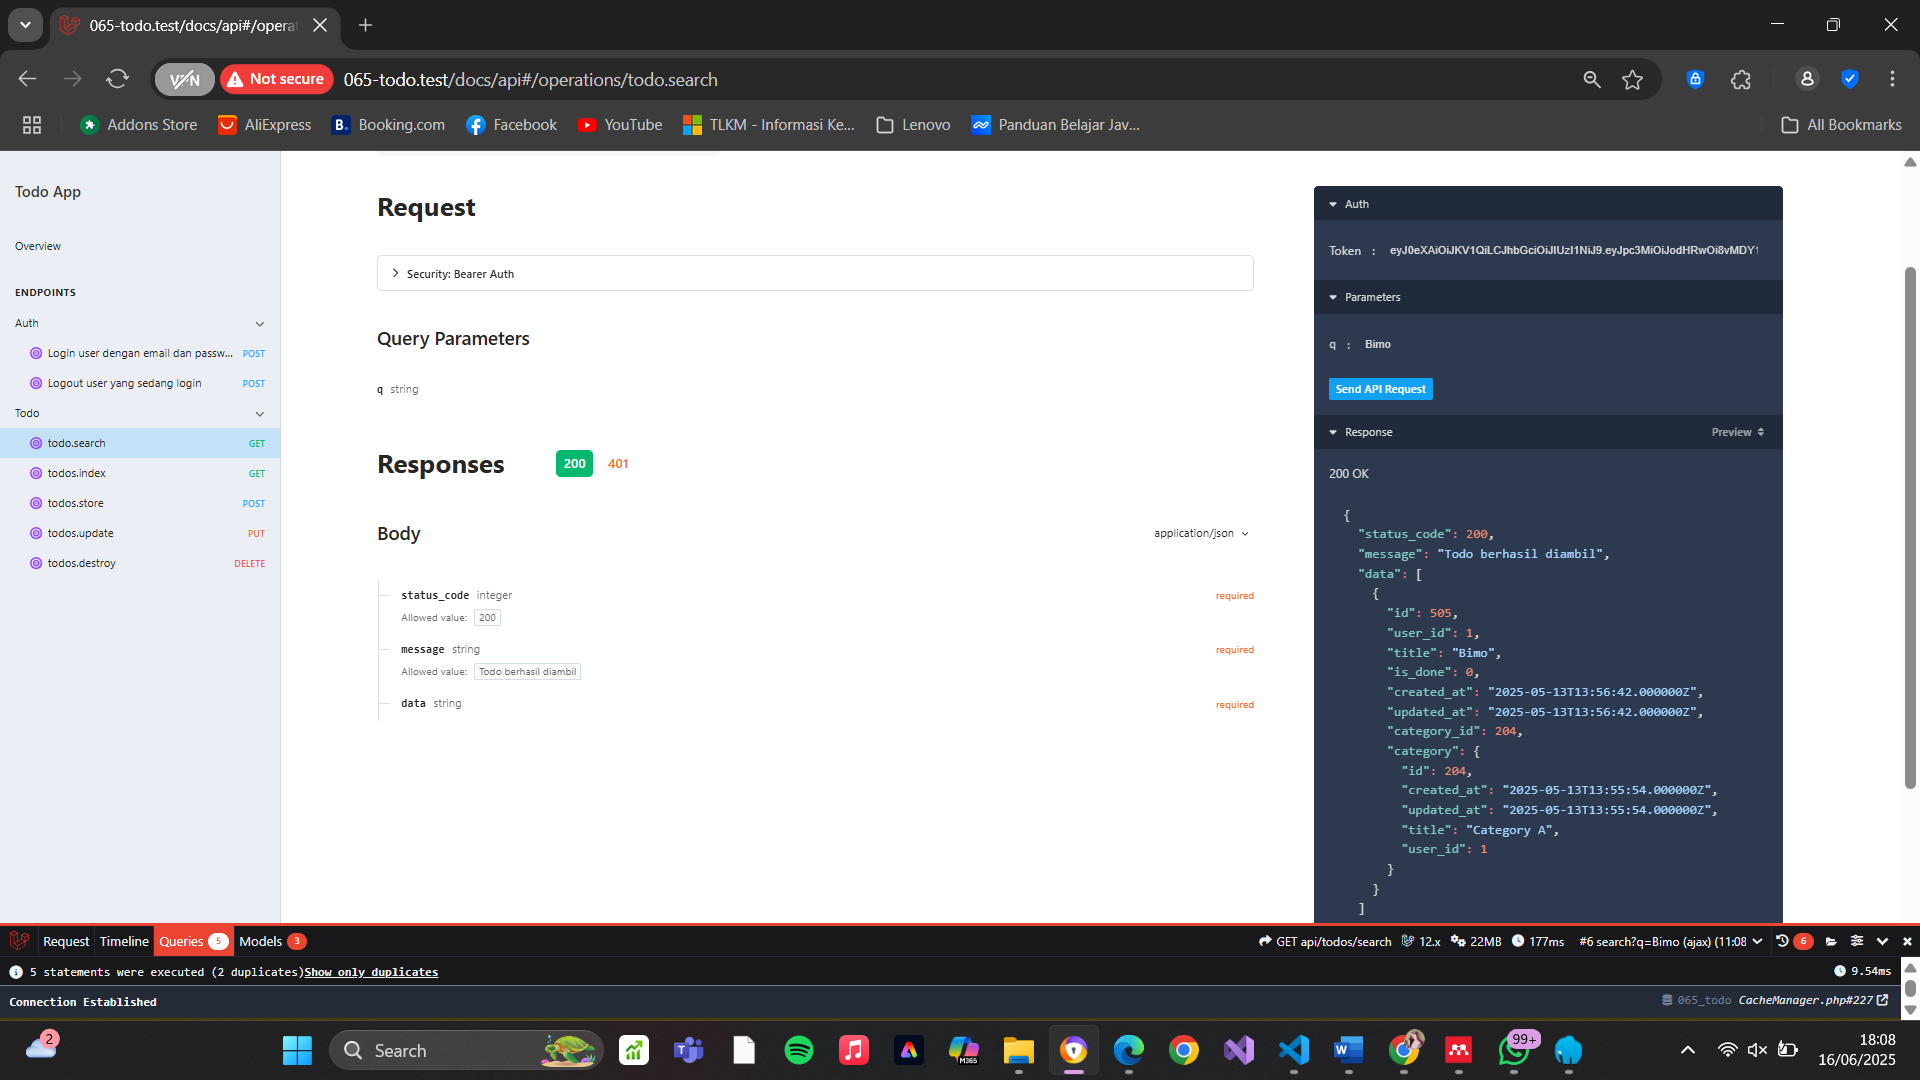 065-todo.test/docs/api#/opera
VPN
Not secure
065-todo.test/docs/api#/operations/todo.search
Addons Store
AliExpress
B.
Booking.com
Facebook
YouTube
TLKM - Informasi Ke...
Lenovo
Panduan Belajar Jav...
All Bookmarks
Todo App
Overview
ENDPOINTS
Auth
Login user dengan email dan passw... POST
Logout user yang sedang login POST
Todo
todo.search GET
todos.index GET
todos.store POST
todos.update PUT
todos.destroy DELETE
Request
Security: Bearer Auth
Query Parameters
q string
Responses 200 401
Body application/json
status_code integer required
Allowed value: 200
message string required
Allowed value: Todo berhasil diambil
data string required
Auth
Token : eyJ0eXAiOiJKV1QiLCJhbGciOiJIUzI1NiJ9.eyJpc3MiOiJodHRwOi8vMDY1
Parameters
q : Bimo
Send API Request
Response Preview
200 OK
{
"status_code": 200,
"message": "Todo berhasil diambil",
"data": [
{
"id": 505,
"user_id": 1,
"title": "Bimo",
"is_done": 0,
"created_at": "2025-05-13T13:56:42.000000Z",
"updated_at": "2025-05-13T13:56:42.000000Z",
"category_id": 204,
"category": {
"id": 204,
"created_at": "2025-05-13T13:55:54.000000Z",
"updated_at": "2025-05-13T13:55:54.000000Z",
"title": "Category A",
"user_id": 1
}
}
]
Request Timeline Queries 5 Models 3
GET api/todos/search 12.x 22MB 177ms #6 search?q=Bimo (ajax) (11:08 6
5 statements were executed (2 duplicates)Show only duplicates 9.54ms
Connection Established 065_todo CacheManager.php#227
2
Search
M365
99+
18:08
16/06/2025